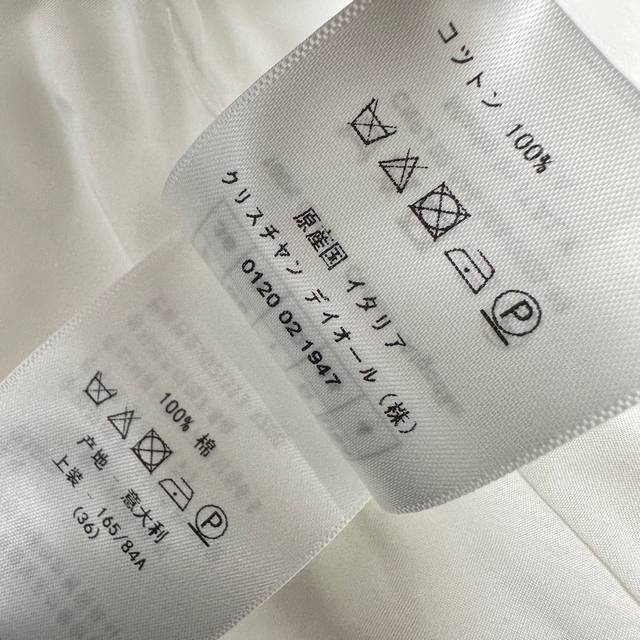 コットン 100%
P
原産国 イタリア
クリスチャン ディオール (株)
0120 02 1947
100% 棉
P
产地 - 意大利
上装 - 165/84A
(36)